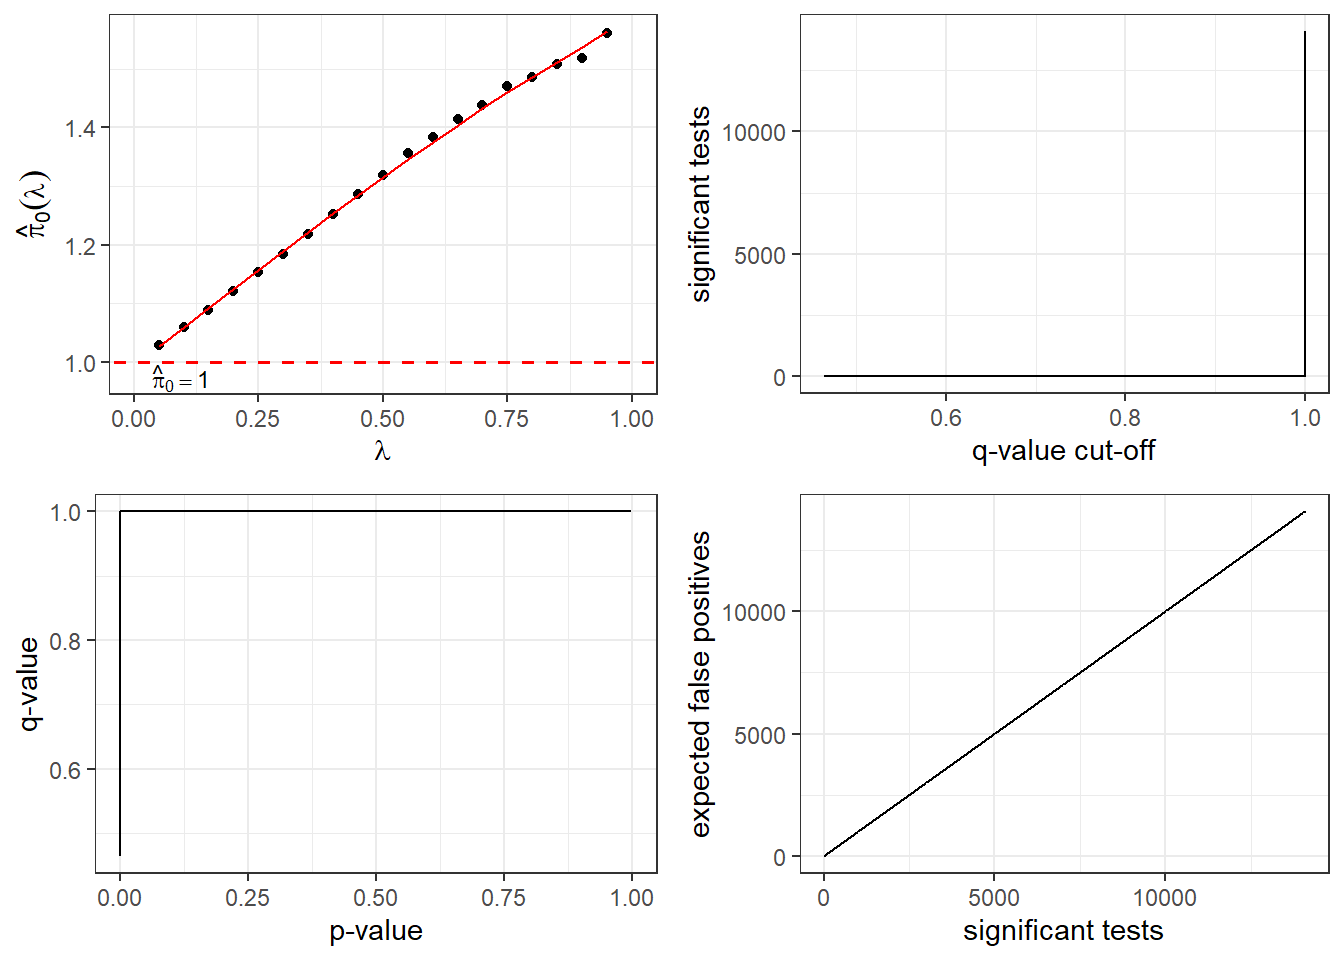 π̂₀(λ)
1.4
1.2
1.0
π̂₀ = 1
0.00 0.25 0.50 0.75 1.00
λ
significant tests
10000
5000
0
0.6 0.8 1.0
q-value cut-off
q-value
1.0
0.8
0.6
0.00 0.25 0.50 0.75 1.00
p-value
expected false positives
10000
5000
0
0 5000 10000
significant tests